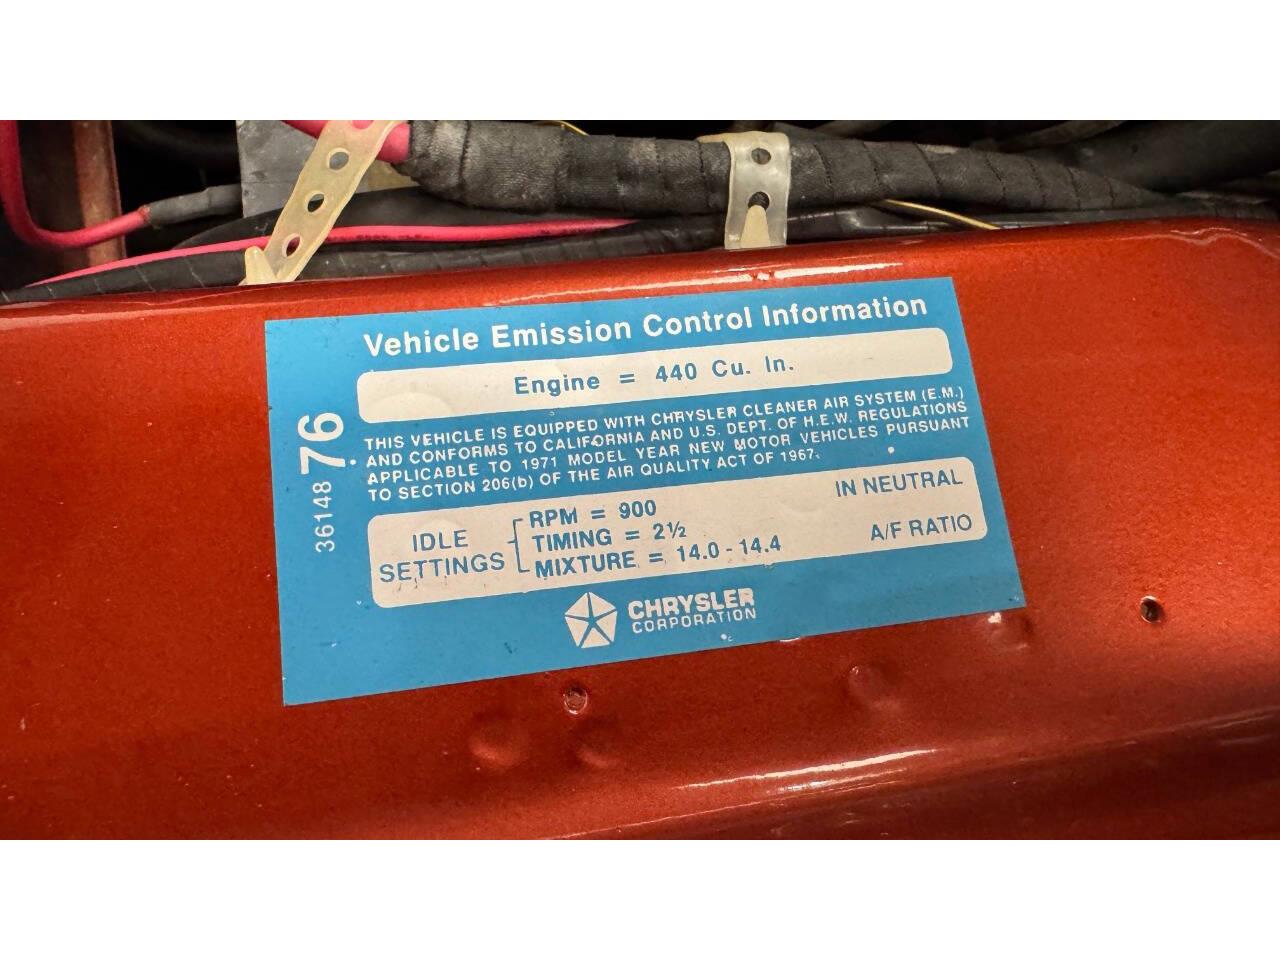 Vehicle Emission Control Information
Engine = 440 Cu. In.
THIS VEHICLE IS EQUIPPED WITH CHRYSLER CLEANER AIR SYSTEM (E.M.)
AND CONFORMS TO CALIFORNIA AND U.S. DEPT. OF H.E.W. REGULATIONS
APPLICABLE TO 1971 MODEL YEAR NEW MOTOR VEHICLES PURSUANT
TO SECTION 206(b) OF THE AIR QUALITY ACT OF 1967.
IDLE
SETTINGS
RPM = 900 IN NEUTRAL
TIMING = 2½
MIXTURE = 14.0 - 14.4 A/F RATIO
CHRYSLER
CORPORATION
36148 76